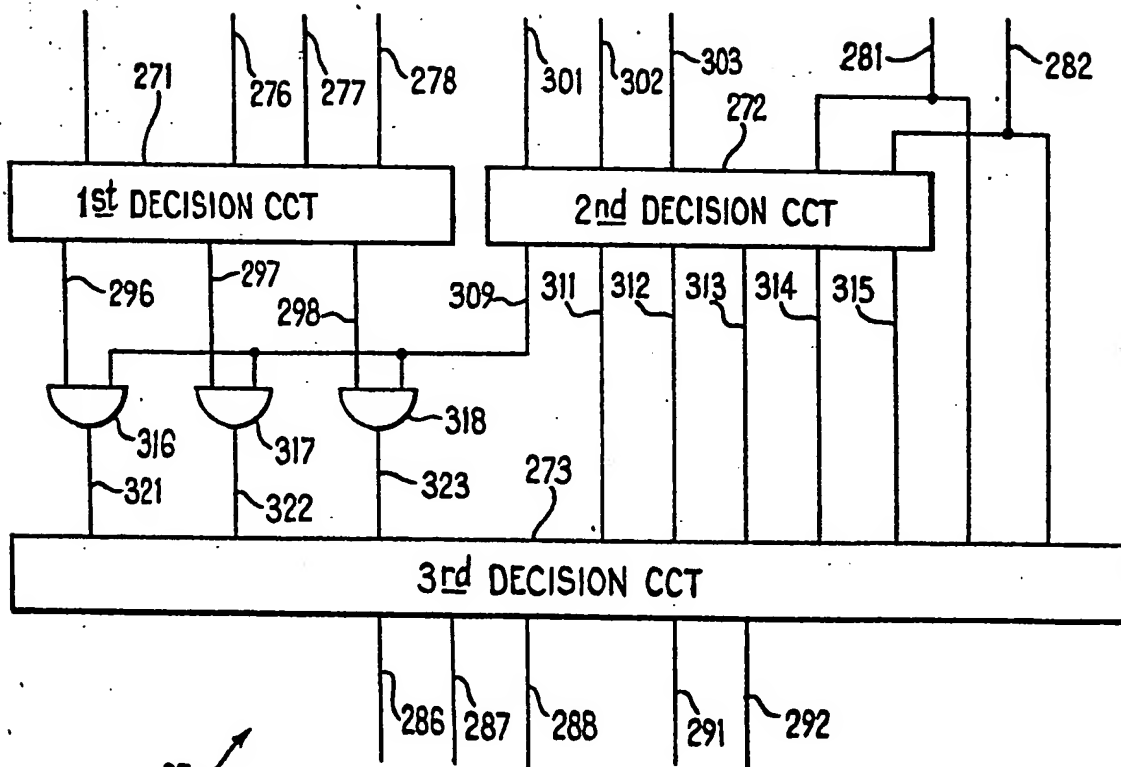 271 276 277 278 301 302 303 281 282
272
1st DECISION CCT 2nd DECISION CCT
296 297 298 309 311 312 313 314 315
316 317 318
321 322 323 273
3rd DECISION CCT
286 287 288 291 292